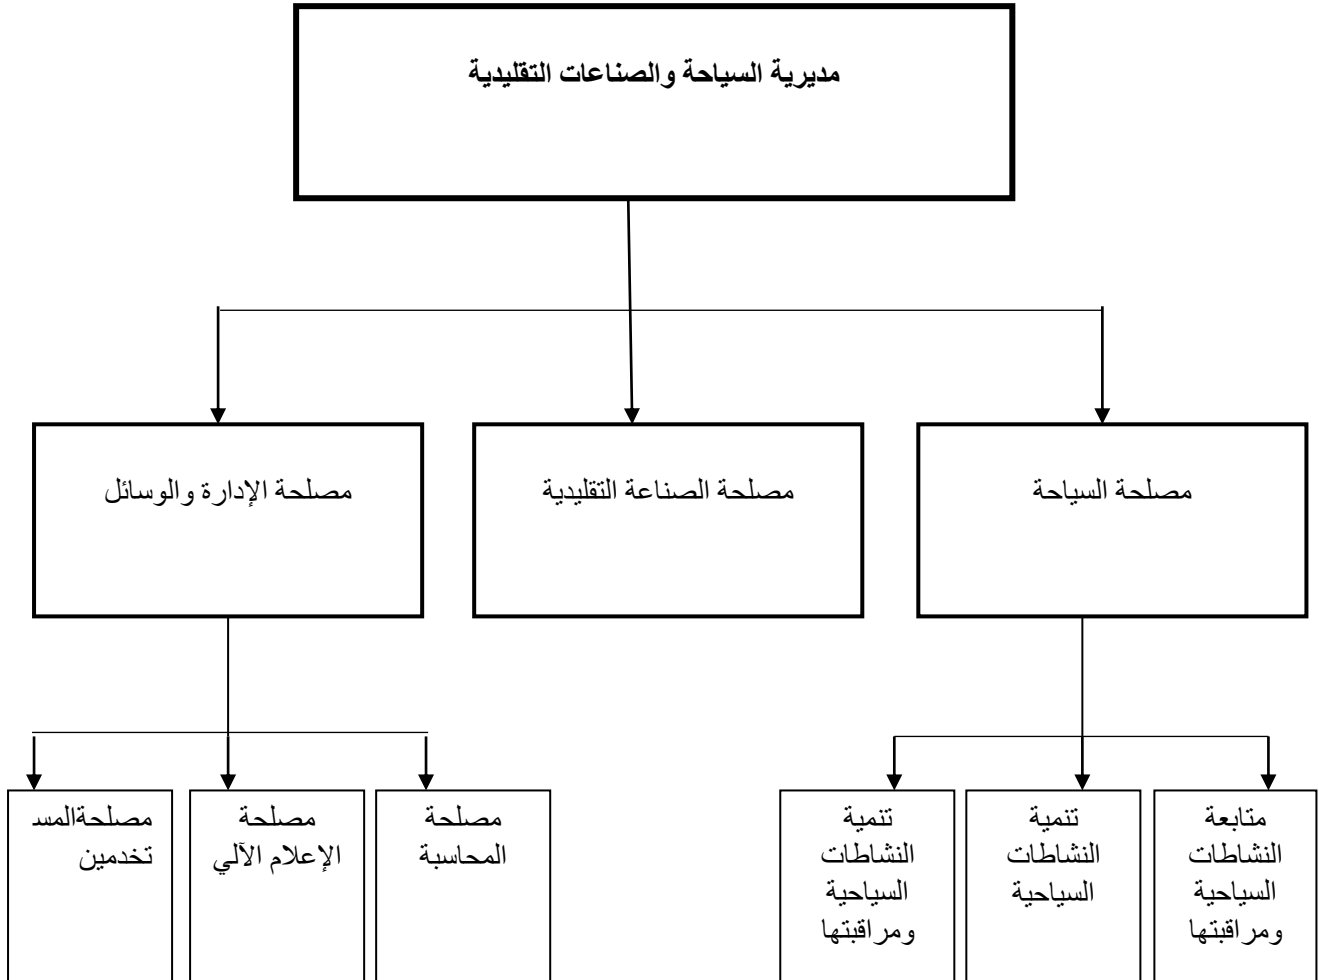 مديرية السياحة والصناعات التقليدية
مصلحة السياحة
مصلحة الصناعة التقليدية
مصلحة الإدارة والوسائل
متابعة
النشاطات
السياحية
ومراقبتها
تنمية
النشاطات
السياحية
تنمية
النشاطات
السياحية
ومراقبتها
مصلحة
المحاسبة
مصلحة
الإعلام الآلي
مصلحةالمسـ
تخدمين